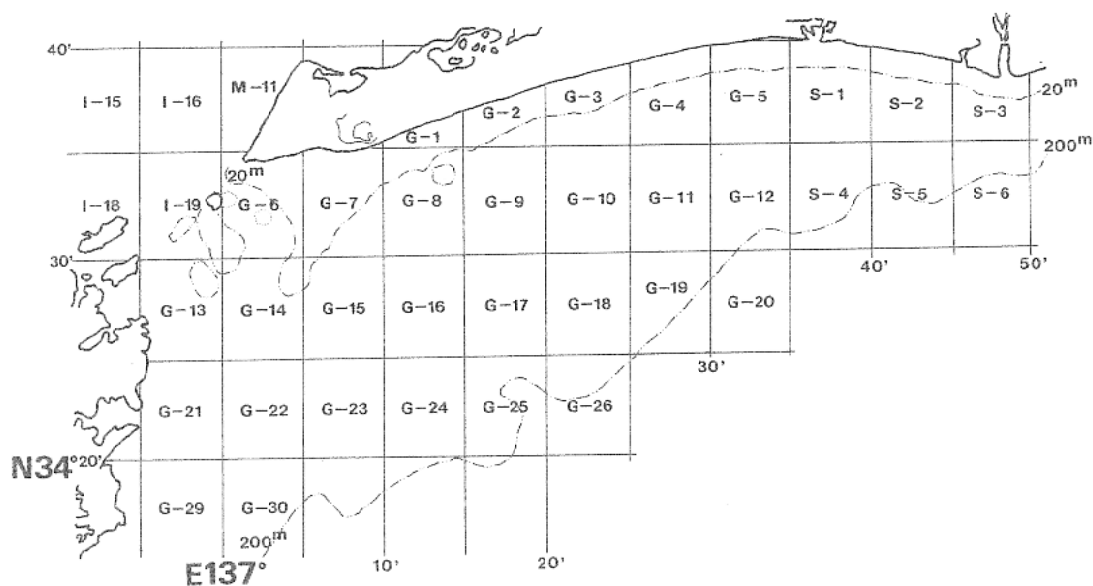 40'
I-15 I-16 M-11 G-1 G-2 G-3 G-4 G-5 S-1 S-2 S-3 20m
200m
20m
I-18 I-19 G-6 G-7 G-8 G-9 G-10 G-11 G-12 S-4 S-5 S-6
30' 40' 50'
G-13 G-14 G-15 G-16 G-17 G-18 G-19 G-20
30'
G-21 G-22 G-23 G-24 G-25 G-26
N34°20'
G-29 G-30
200m
E137° 10' 20'